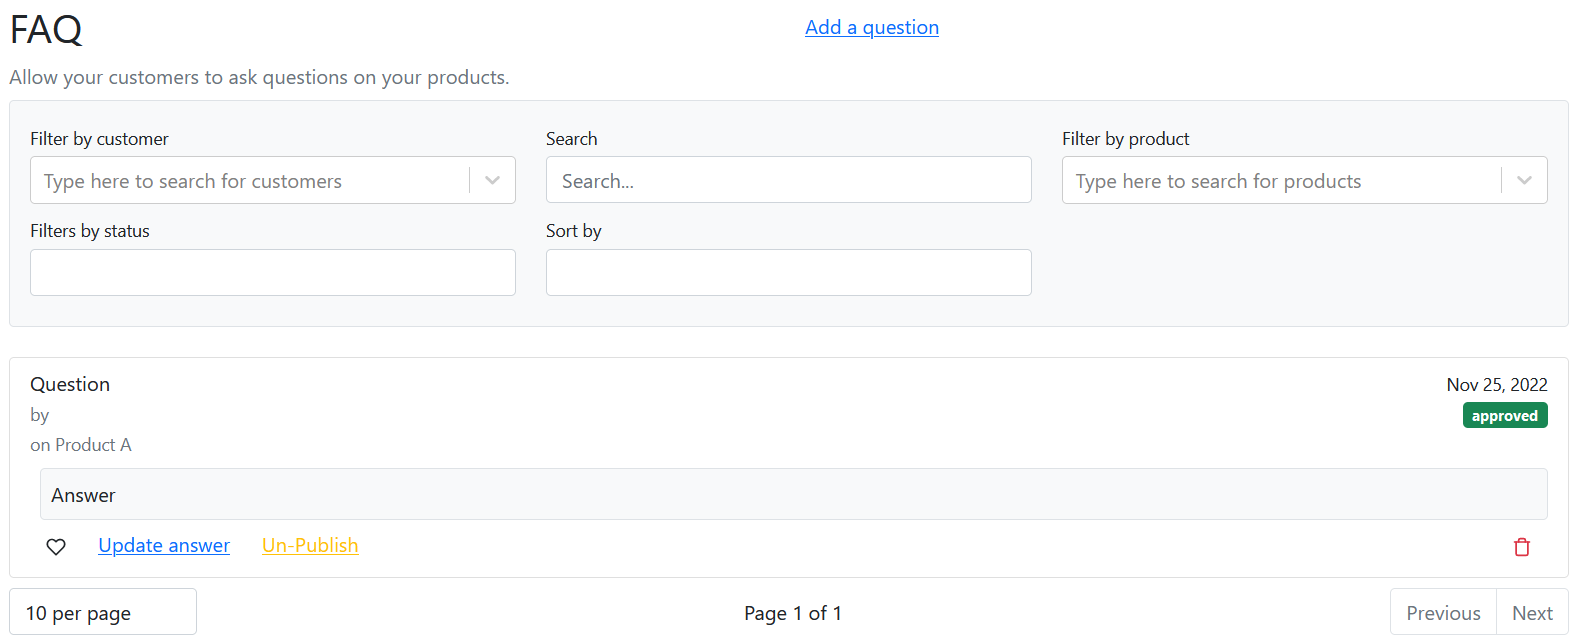 FAQ
Add a question
Allow your customers to ask questions on your products.
Filter by customer
Search
Filter by product
Type here to search for customers
Search...
Type here to search for products
Filters by status
Sort by
Question
Nov 25, 2022
by
approved
on Product A
Answer
Update answer
Un-Publish
10 per page
Page 1 of 1
Previous
Next